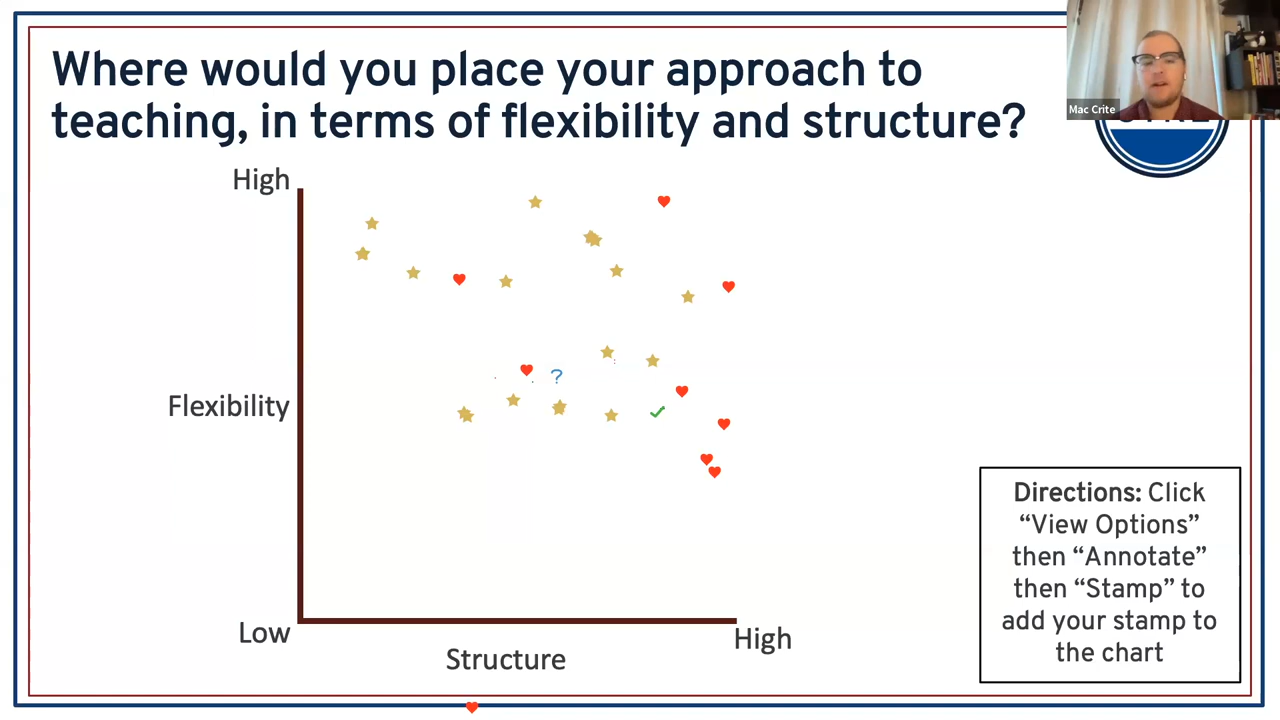 Where would you place your approach to
teaching, in terms of flexibility and structure?
Mac Crite
High
Flexibility
?
Low
High
Structure
Directions: Click
“View Options”
then “Annotate”
then “Stamp” to
add your stamp to
the chart